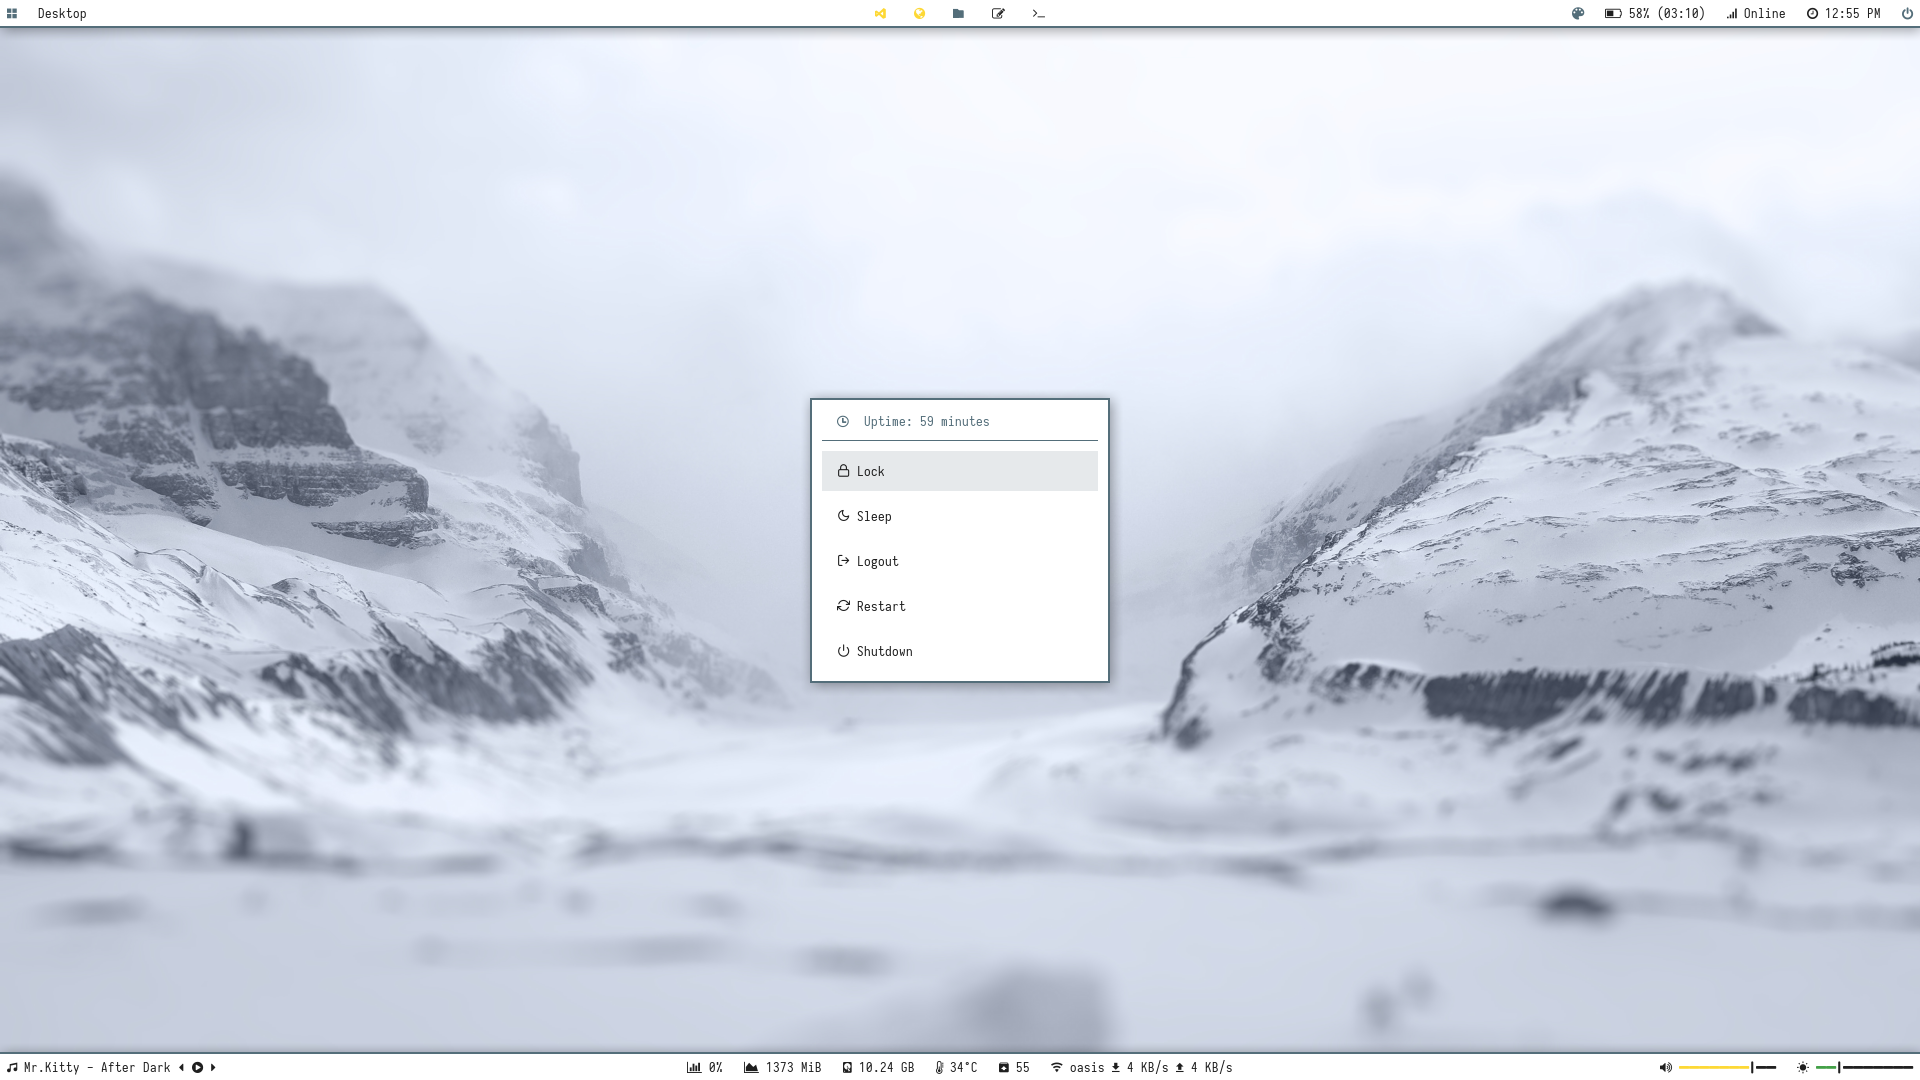 Desktop
58% (03:10) Online 12:55 PM
Uptime: 59 minutes
Lock
Sleep
Logout
Restart
Shutdown
Mr.Kitty - After Dark
0% 1373 MiB 10.24 GB 34°C 55 oasis 4 KB/s 4 KB/s